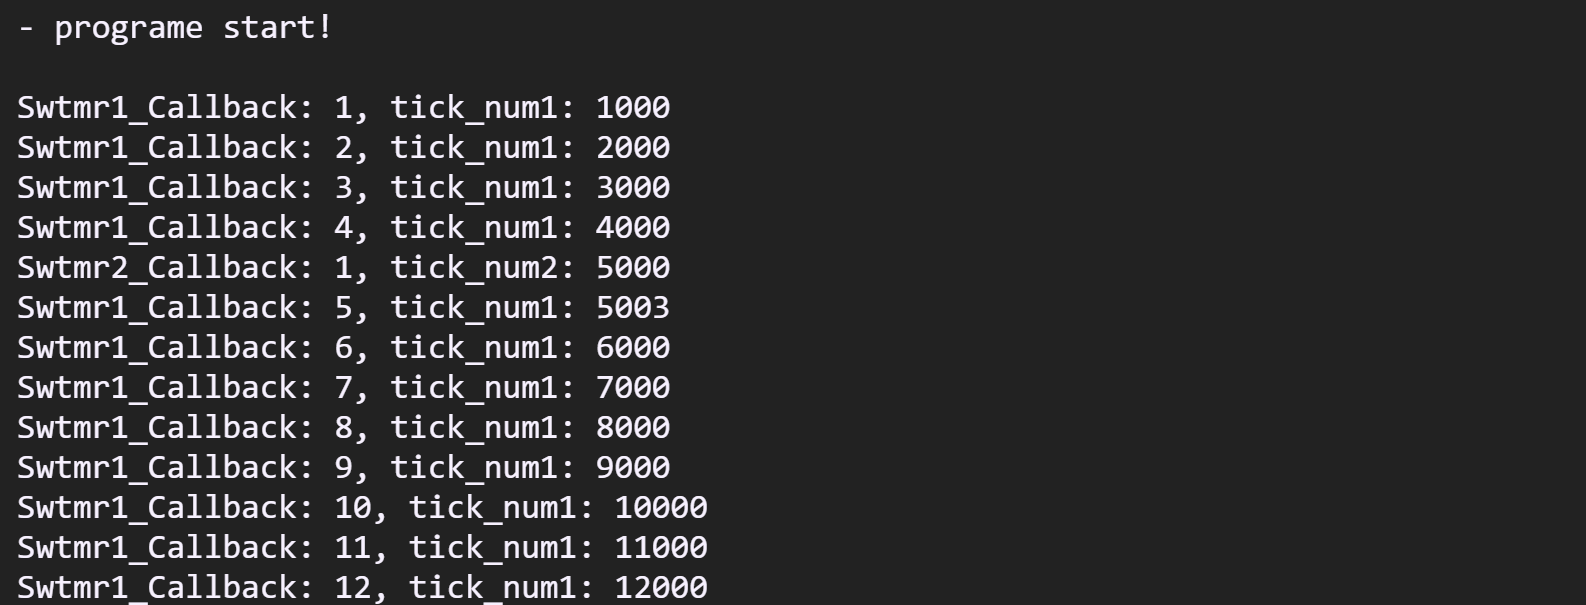 - programe start!
Swtmr1_Callback: 1, tick_num1: 1000
Swtmr1_Callback: 2, tick_num1: 2000
Swtmr1_Callback: 3, tick_num1: 3000
Swtmr1_Callback: 4, tick_num1: 4000
Swtmr2_Callback: 1, tick_num2: 5000
Swtmr1_Callback: 5, tick_num1: 5003
Swtmr1_Callback: 6, tick_num1: 6000
Swtmr1_Callback: 7, tick_num1: 7000
Swtmr1_Callback: 8, tick_num1: 8000
Swtmr1_Callback: 9, tick_num1: 9000
Swtmr1_Callback: 10, tick_num1: 10000
Swtmr1_Callback: 11, tick_num1: 11000
Swtmr1_Callback: 12, tick_num1: 12000